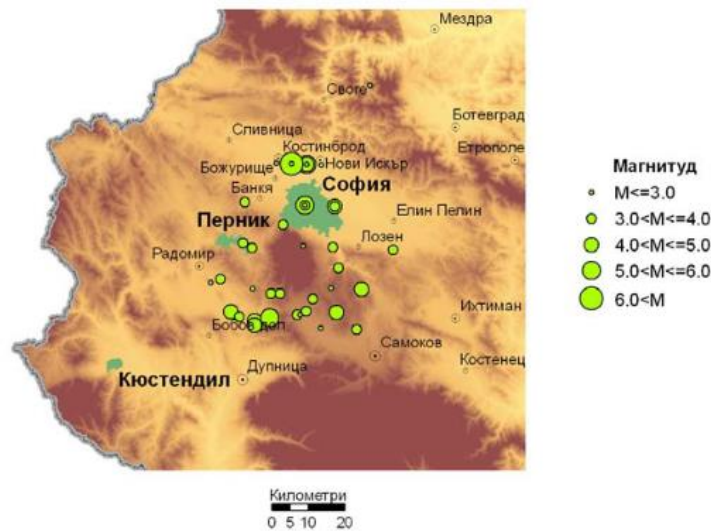 Мездра
Своге
Ботевград
Сливница
Костинброд
Етрополе
Божурище
Нови Искър
Банкя
София
Перник
Елин Пелин
Лозен
Радомир
Ихтиман
Бобов дол
Самоков
Костенец
Кюстендил
Дупница
Магнитуд
M<=3.0
3.0<M<=4.0
4.0<M<=5.0
5.0<M<=6.0
6.0<M
Километри
0 5 10 20